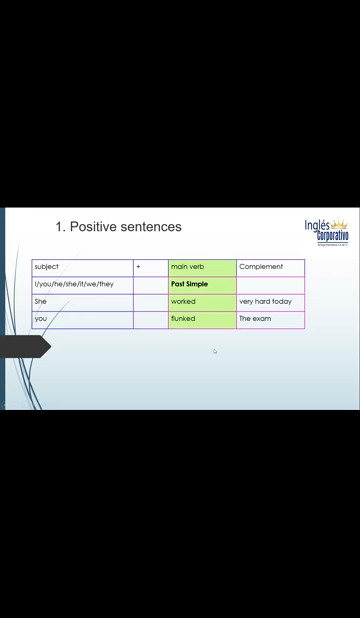 1. Positive sentences
Inglés
Corporativo
subject + main verb Complement
I/you/he/she/it/we/they Past Simple
She worked very hard today
you flunked The exam